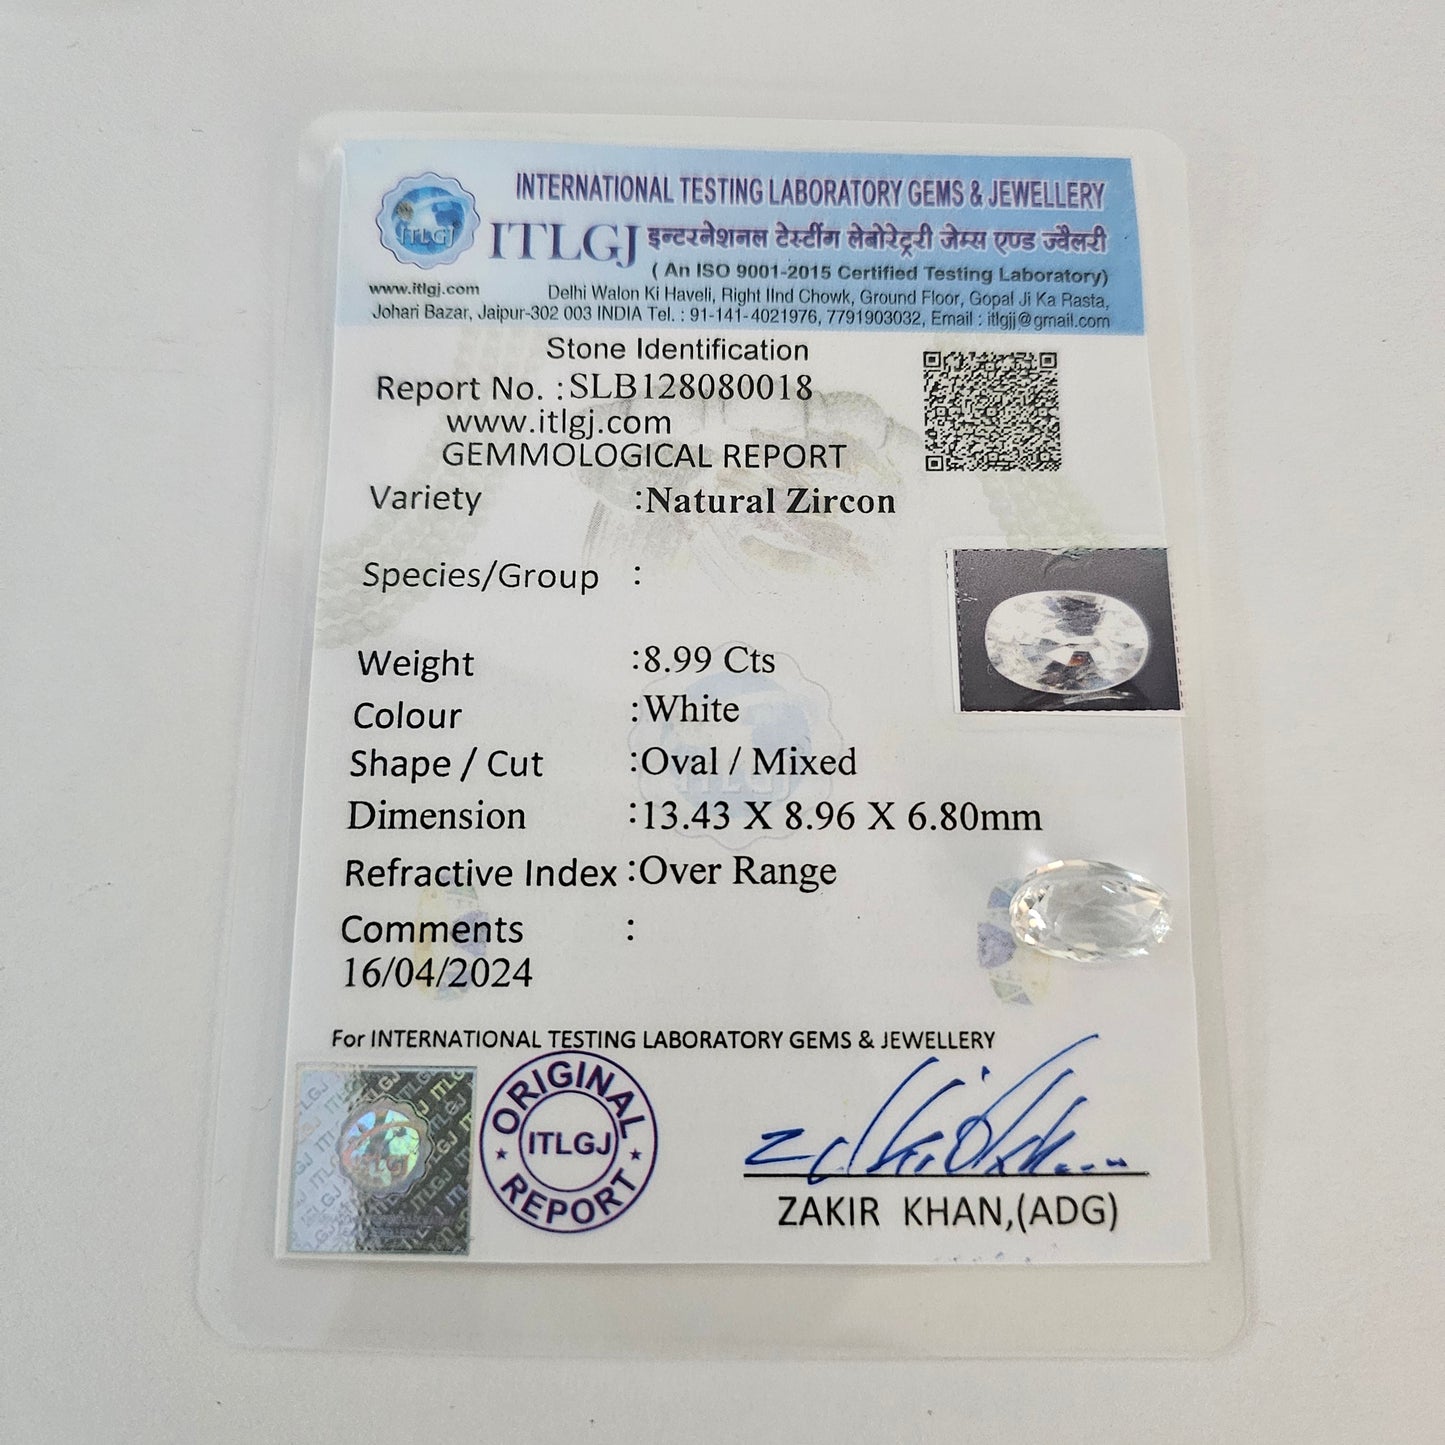 INTERNATIONAL TESTING LABORATORY GEMS & JEWELLERY
ITLGJ
ITLGJ इन्टरनेशनल टेस्टींग लेबोरेट्री जेम्स एण्ड ज्वैलरी
( An ISO 9001-2015 Certified Testing Laboratory)
www.itlgj.com
Delhi Walon Ki Haveli, Right IInd Chowk, Ground Floor, Gopal Ji Ka Rasta,
Johari Bazar, Jaipur-302 003 INDIA Tel. : 91-141-4021976, 7791903032, Email : itlgjj@gmail.com
Stone Identification
Report No. :SLB128080018
www.itlgj.com
GEMMOLOGICAL REPORT
Variety :Natural Zircon
Species/Group :
Weight :8.99 Cts
Colour :White
Shape / Cut :Oval / Mixed
ITLGJ
Dimension :13.43 X 8.96 X 6.80mm
Refractive Index :Over Range
Comments :
16/04/2024
For INTERNATIONAL TESTING LABORATORY GEMS & JEWELLERY
ORIGINAL
ITLGJ
REPORT
ITLGJ
ZAKIR KHAN,(ADG)